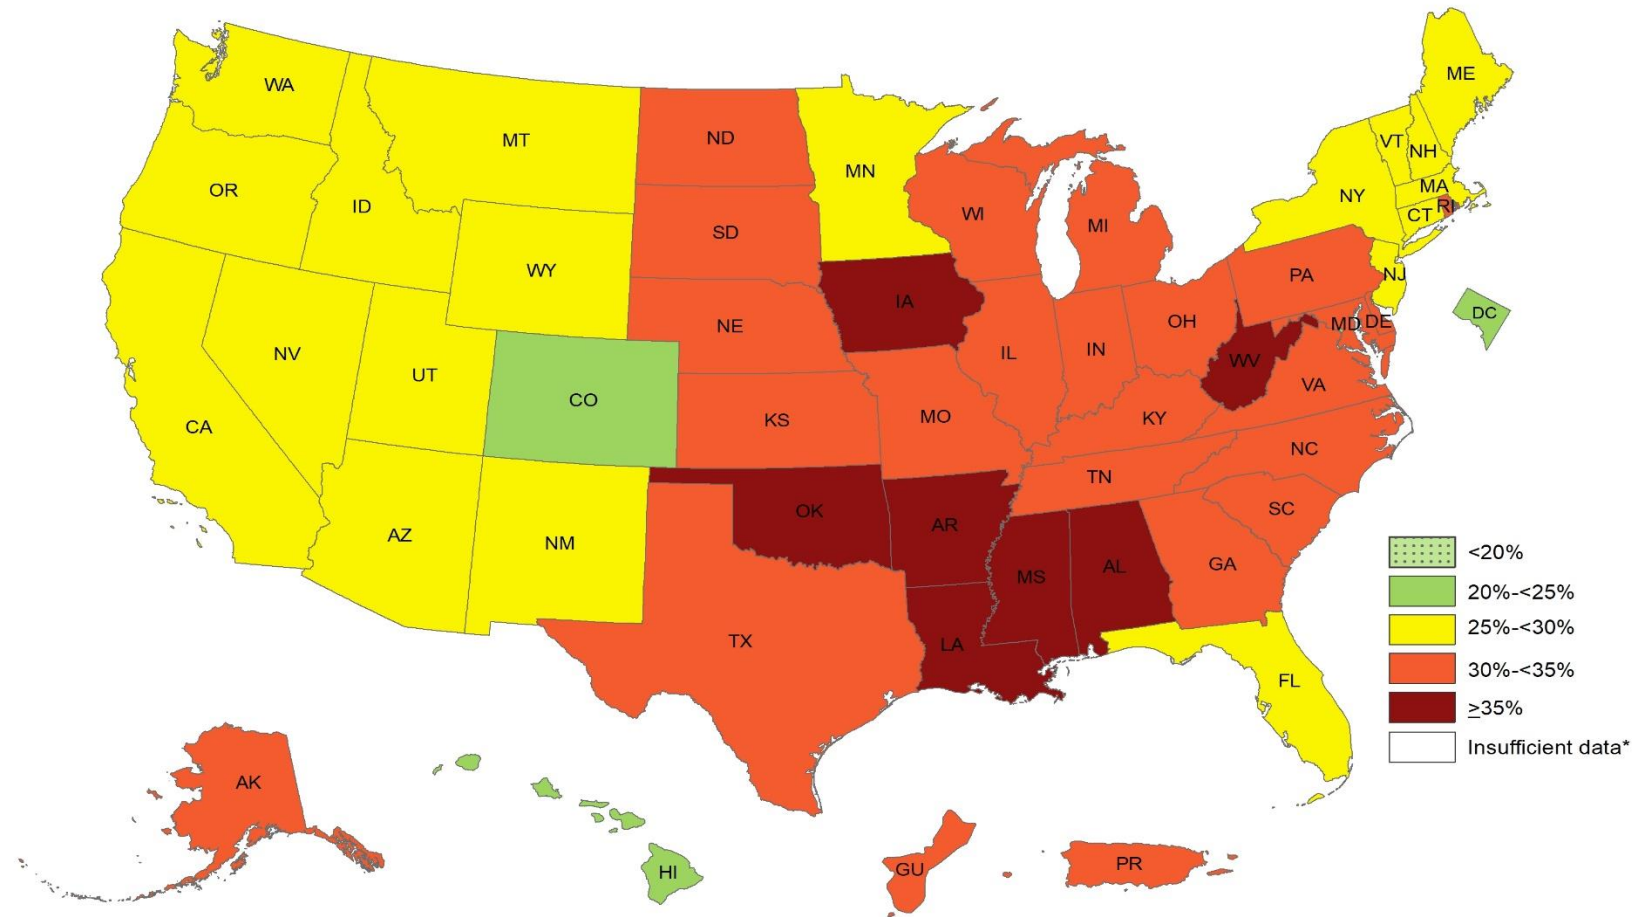 WA
MT
ND
MN
ME
VT
NH
OR
ID
SD
WI
MI
NY
MA
CT
RI
WY
NE
IA
PA
NJ
DC
NV
UT
CO
IL
IN
OH
MD
DE
WV
VA
CA
KS
MO
KY
NC
TN
AZ
NM
OK
AR
SC
MS
AL
GA
TX
LA
FL
<20%
20%-<25%
25%-<30%
30%-<35%
≥35%
Insufficient data*
AK
HI
GU
PR